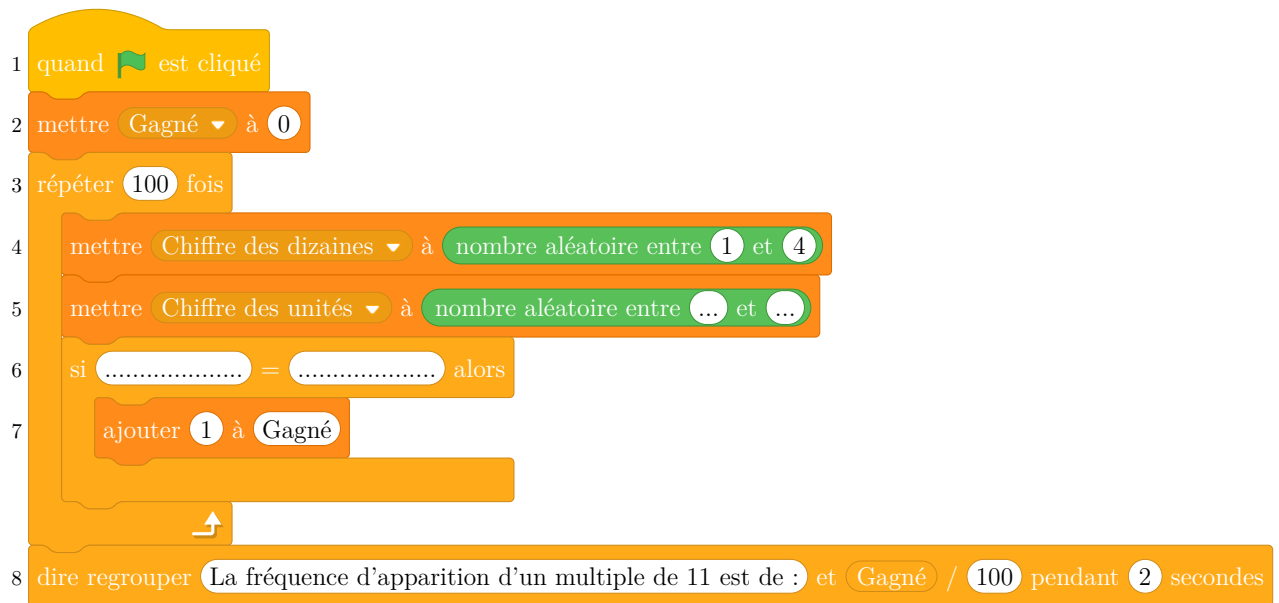 1 quand est cliqué
2 mettre Gagné à 0
3 répéter 100 fois
4 mettre Chiffre des dizaines à nombre aléatoire entre 1 et 4
5 mettre Chiffre des unités à nombre aléatoire entre ... et ...
6 si .................... = .................... alors
7 ajouter 1 à Gagné
8 dire regrouper La fréquence d'apparition d'un multiple de 11 est de : et Gagné / 100 pendant 2 secondes